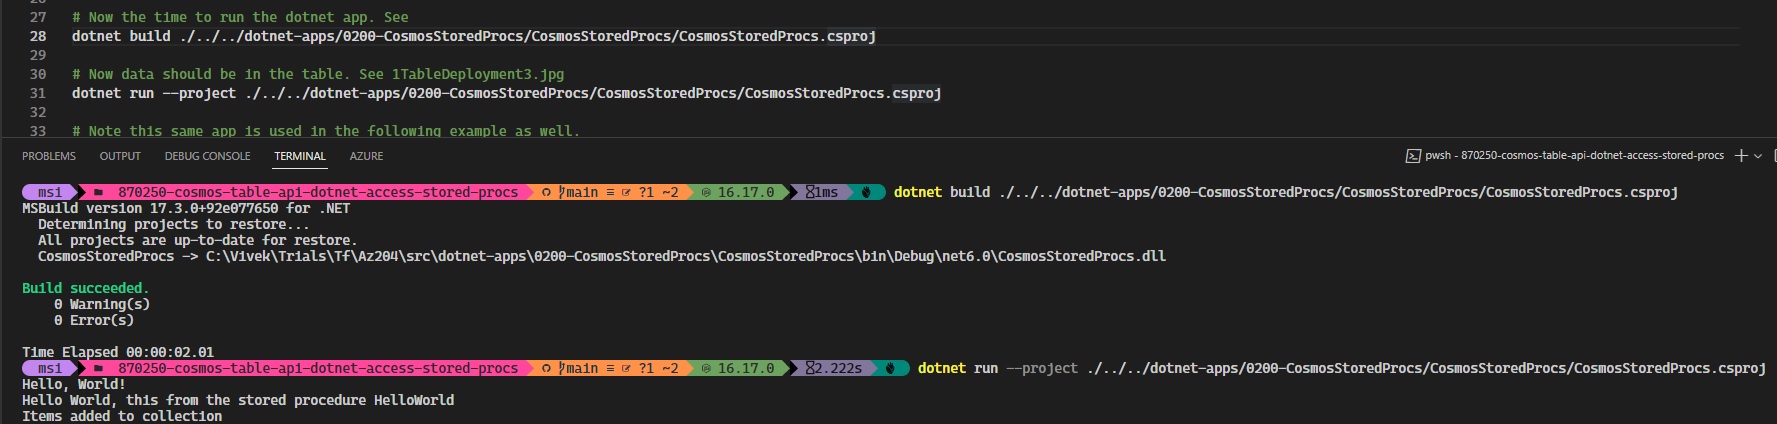 27 # Now the time to run the dotnet app. See
28 dotnet build ./../../dotnet-apps/0200-CosmosStoredProcs/CosmosStoredProcs/CosmosStoredProcs.csproj
29
30 # Now data should be in the table. See 1TableDeployment3.jpg
31 dotnet run --project ./../../dotnet-apps/0200-CosmosStoredProcs/CosmosStoredProcs/CosmosStoredProcs.csproj
32
33 # Note this same app is used in the following example as well.
PROBLEMS OUTPUT DEBUG CONSOLE TERMINAL AZURE pwsh - 870250-cosmos-table-api-dotnet-access-stored-procs
msi 870250-cosmos-table-api-dotnet-access-stored-procs main ≡ ?1 ~2 16.17.0 1ms dotnet build ./../../dotnet-apps/0200-CosmosStoredProcs/CosmosStoredProcs/CosmosStoredProcs.csproj
MSBuild version 17.3.0+92e077650 for .NET
Determining projects to restore...
All projects are up-to-date for restore.
CosmosStoredProcs -> C:\Vivek\Trials\Tf\Az204\src\dotnet-apps\0200-CosmosStoredProcs\CosmosStoredProcs\bin\Debug\net6.0\CosmosStoredProcs.dll
Build succeeded.
0 Warning(s)
0 Error(s)
Time Elapsed 00:00:02.01
msi 870250-cosmos-table-api-dotnet-access-stored-procs main ≡ ?1 ~2 16.17.0 2.222s dotnet run --project ./../../dotnet-apps/0200-CosmosStoredProcs/CosmosStoredProcs/CosmosStoredProcs.csproj
Hello, World!
Hello World, this from the stored procedure HelloWorld
Items added to collection